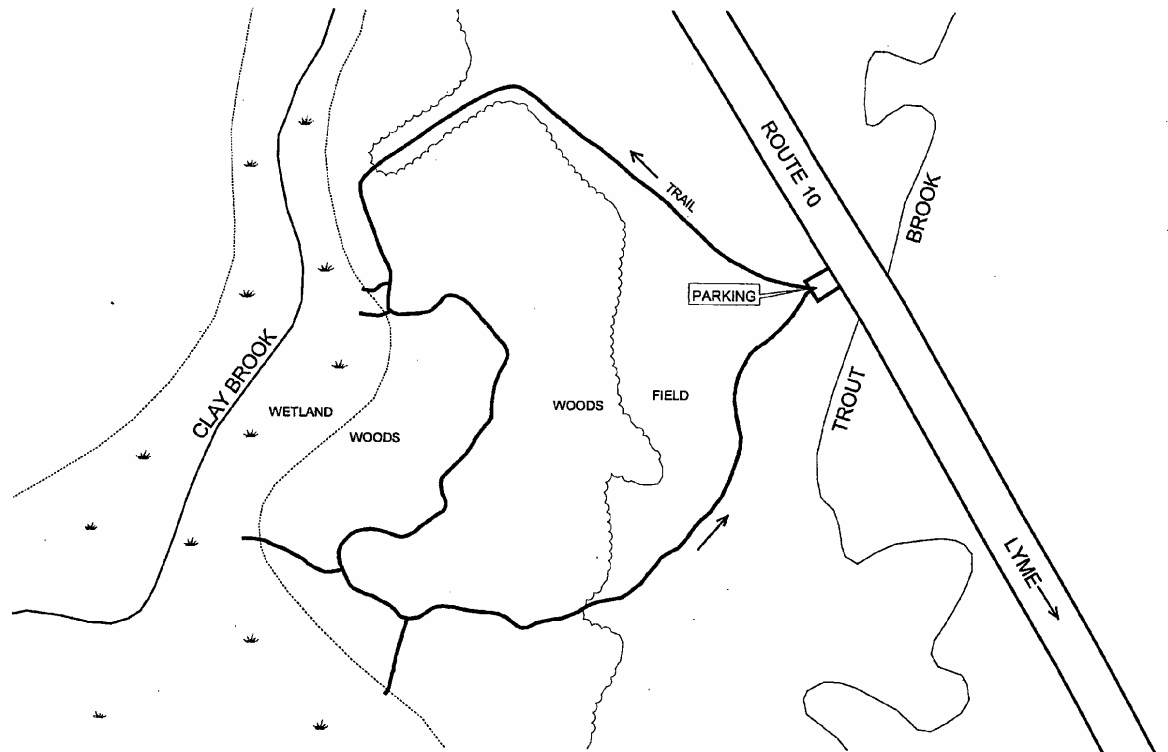 ROUTE 10
TRAIL
BROOK
PARKING
CLAY BROOK
WETLAND
WOODS
WOODS
FIELD
TROUT
LYME